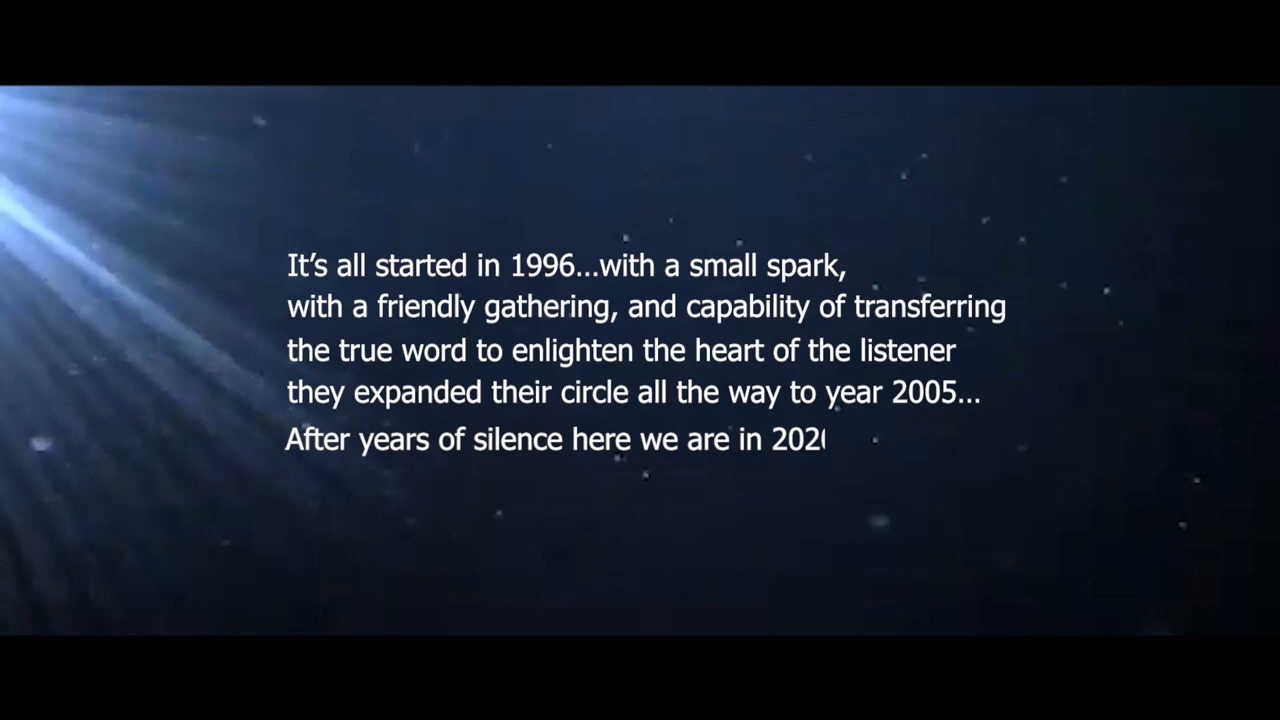 It's all started in 1996...with a small spark,
with a friendly gathering, and capability of transferring
the true word to enlighten the heart of the listener
they expanded their circle all the way to year 2005...
After years of silence here we are in